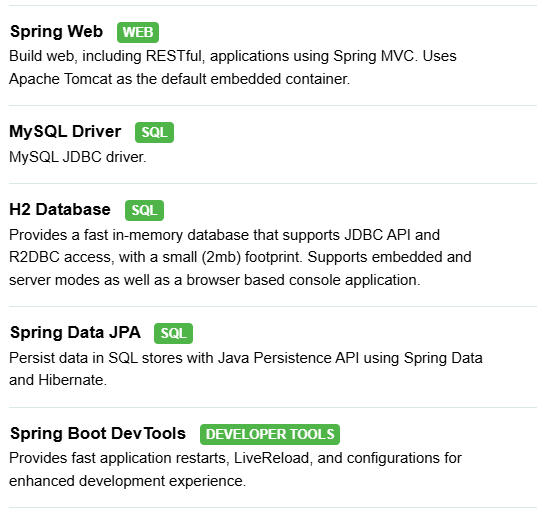 Spring Web WEB
Build web, including RESTful, applications using Spring MVC. Uses
Apache Tomcat as the default embedded container.
MySQL Driver SQL
MySQL JDBC driver.
H2 Database SQL
Provides a fast in-memory database that supports JDBC API and
R2DBC access, with a small (2mb) footprint. Supports embedded and
server modes as well as a browser based console application.
Spring Data JPA SQL
Persist data in SQL stores with Java Persistence API using Spring Data
and Hibernate.
Spring Boot DevTools DEVELOPER TOOLS
Provides fast application restarts, LiveReload, and configurations for
enhanced development experience.